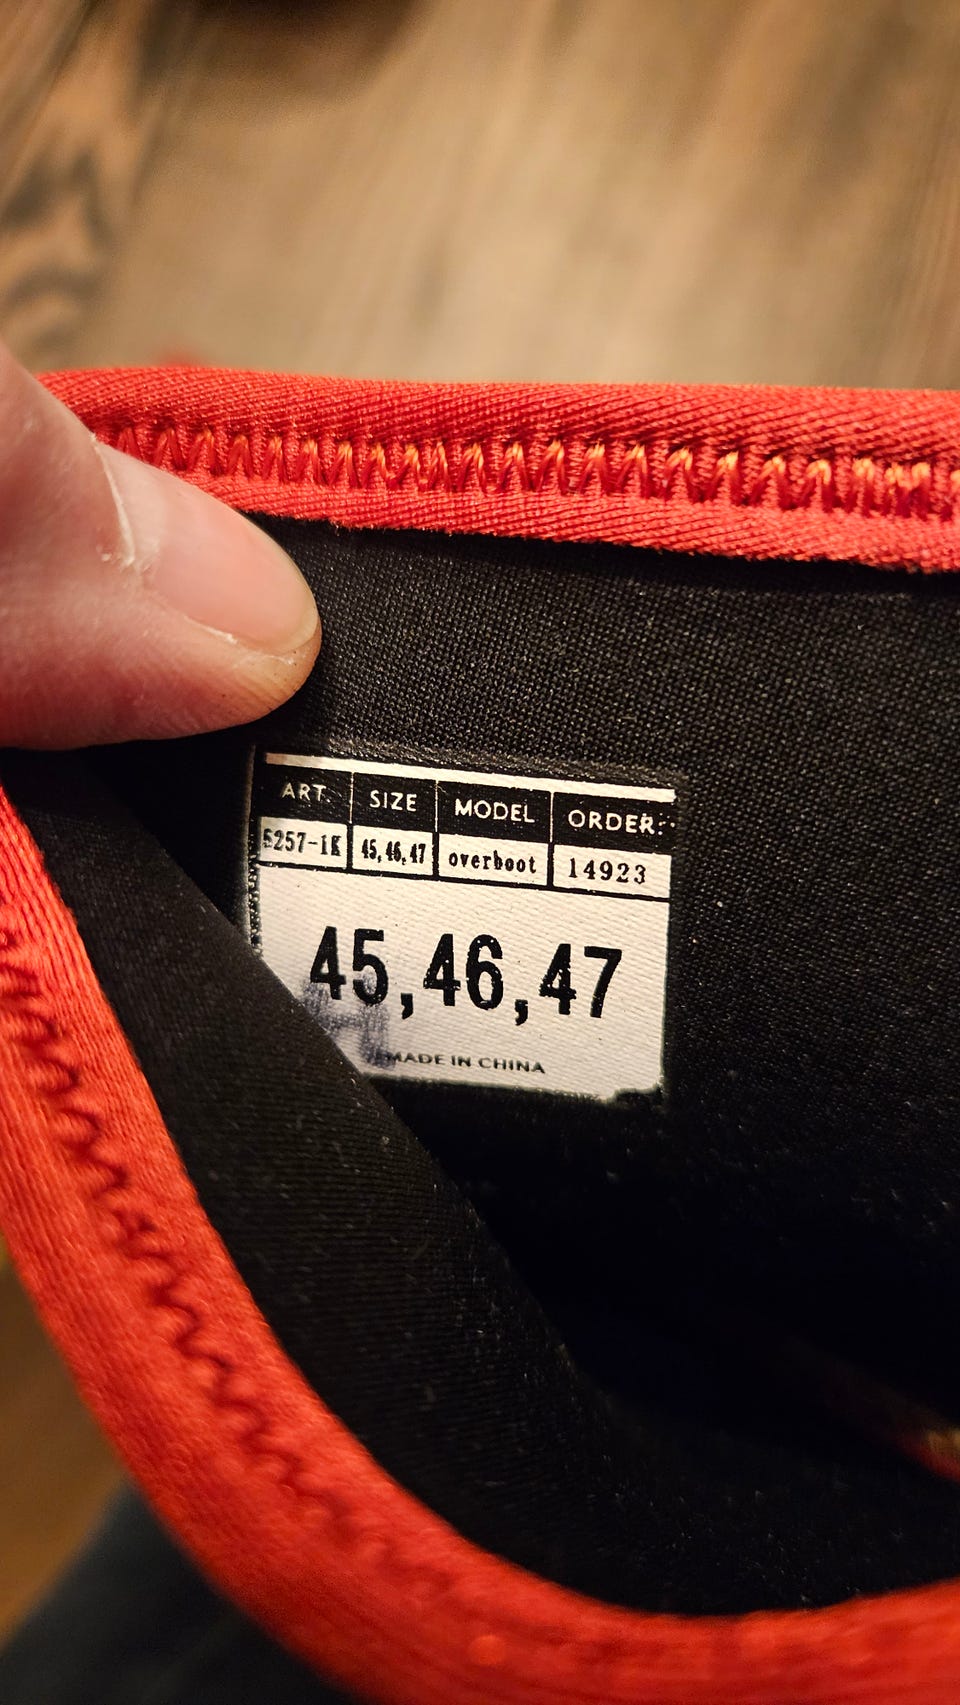 ART. SIZE MODEL ORDER:
5257-1K 45,46,47 overboot 14923
45,46,47
MADE IN CHINA